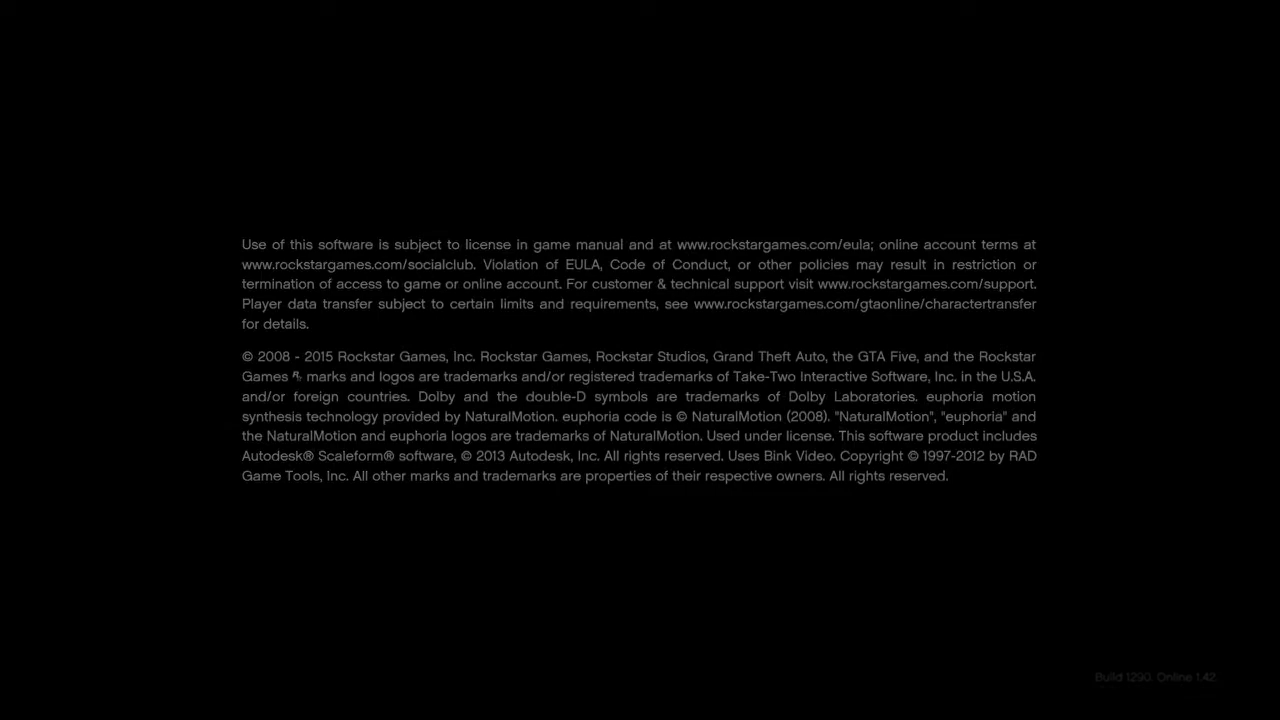 Use of this software is subject to license in game manual and at www.rockstargames.com/eula; online account terms at
www.rockstargames.com/socialclub. Violation of EULA, Code of Conduct, or other policies may result in restriction or
termination of access to game or online account. For customer & technical support visit www.rockstargames.com/support.
Player data transfer subject to certain limits and requirements, see www.rockstargames.com/gtaonline/charactertransfer
for details.
© 2008 - 2015 Rockstar Games, Inc. Rockstar Games, Rockstar Studios, Grand Theft Auto, the GTA Five, and the Rockstar
Games R* marks and logos are trademarks and/or registered trademarks of Take-Two Interactive Software, Inc. in the U.S.A.
and/or foreign countries. Dolby and the double-D symbols are trademarks of Dolby Laboratories. euphoria motion
synthesis technology provided by NaturalMotion. euphoria code is © NaturalMotion (2008). "NaturalMotion", "euphoria" and
the NaturalMotion and euphoria logos are trademarks of NaturalMotion. Used under license. This software product includes
Autodesk® Scaleform® software, © 2013 Autodesk, Inc. All rights reserved. Uses Bink Video. Copyright © 1997-2012 by RAD
Game Tools, Inc. All other marks and trademarks are properties of their respective owners. All rights reserved.
Build 1290, Online 1.42